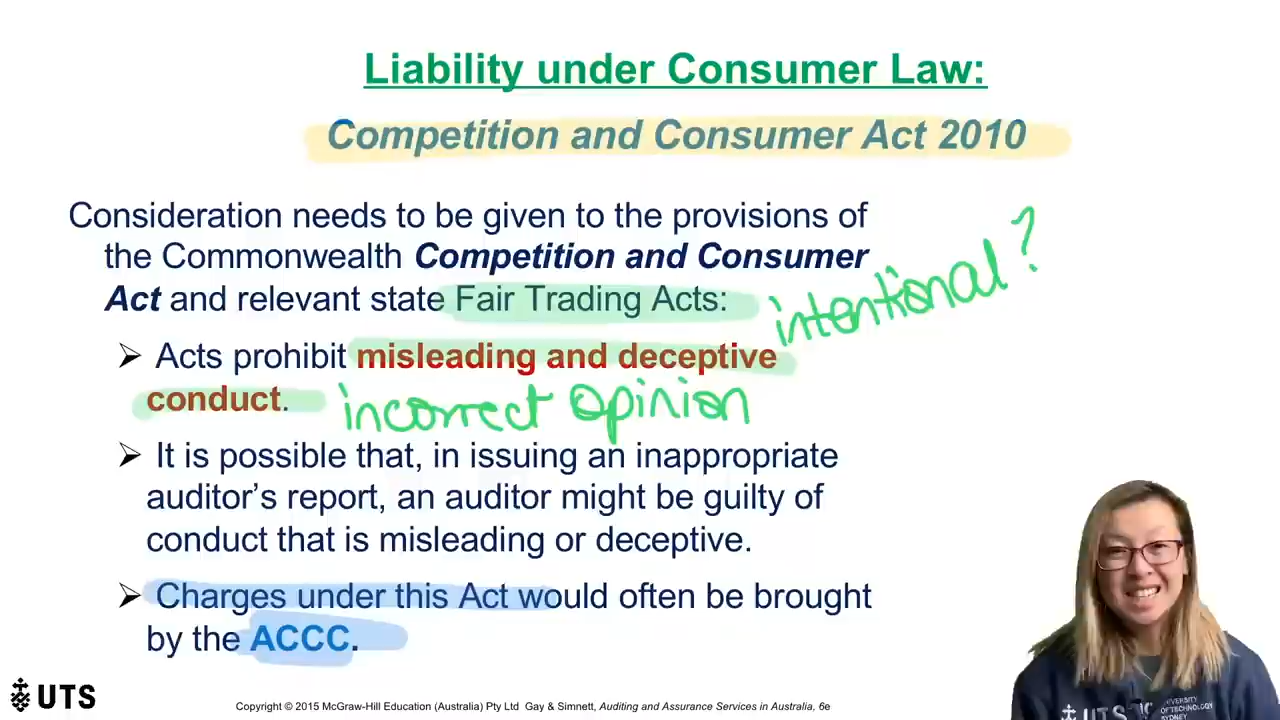 Liability under Consumer Law:
Competition and Consumer Act 2010
Consideration needs to be given to the provisions of
the Commonwealth Competition and Consumer
Act and relevant state Fair Trading Acts:
intentional?
➢ Acts prohibit misleading and deceptive
conduct.
incorrect opinion
➢ It is possible that, in issuing an inappropriate
auditor’s report, an auditor might be guilty of
conduct that is misleading or deceptive.
➢ Charges under this Act would often be brought
by the ACCC.
UTS
Copyright © 2015 McGraw-Hill Education (Australia) Pty Ltd Gay & Simnett, Auditing and Assurance Services in Australia, 6e
UTS
OF TECHNOLOGY
SYDNEY